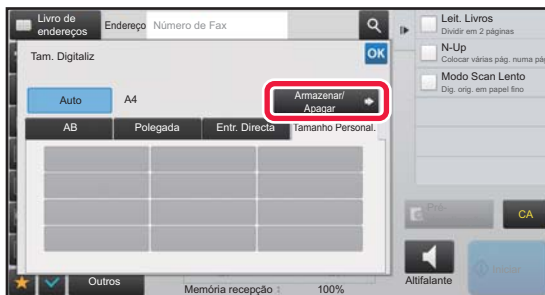 Livro de
endereços
Endereço
Número de Fax
Tam. Digitaliz
OK
Auto
A4
Armazenar/
Apagar
AB
Polegada
Entr. Directa
Tamanho Personal.
Outros
Memória recepção :
100%
Leit. Livros
Dividir em 2 páginas
N-Up
Colocar várias pág. numa pág
Modo Scan Lento
Dig. orig. em papel fino
Pré-
CA
Altifalante